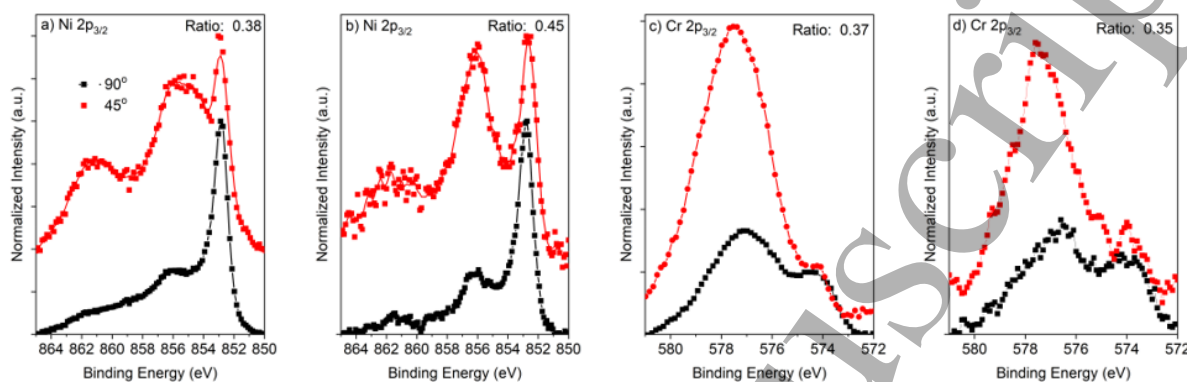 a) Ni 2p3/2 Ratio: 0.38
90°
45°
Normalized Intensity (a.u.)
864 862 860 858 856 854 852 850
Binding Energy (eV)
b) Ni 2p3/2 Ratio: 0.45
Normalized Intensity (a.u.)
864 862 860 858 856 854 852 850
Binding Energy (eV)
c) Cr 2p3/2 Ratio: 0.37
Normalized Intensity (a.u.)
580 578 576 574 572
Binding Energy (eV)
d) Cr 2p3/2 Ratio: 0.35
Normalized Intensity (a.u.)
580 578 576 574 572
Binding Energy (eV)